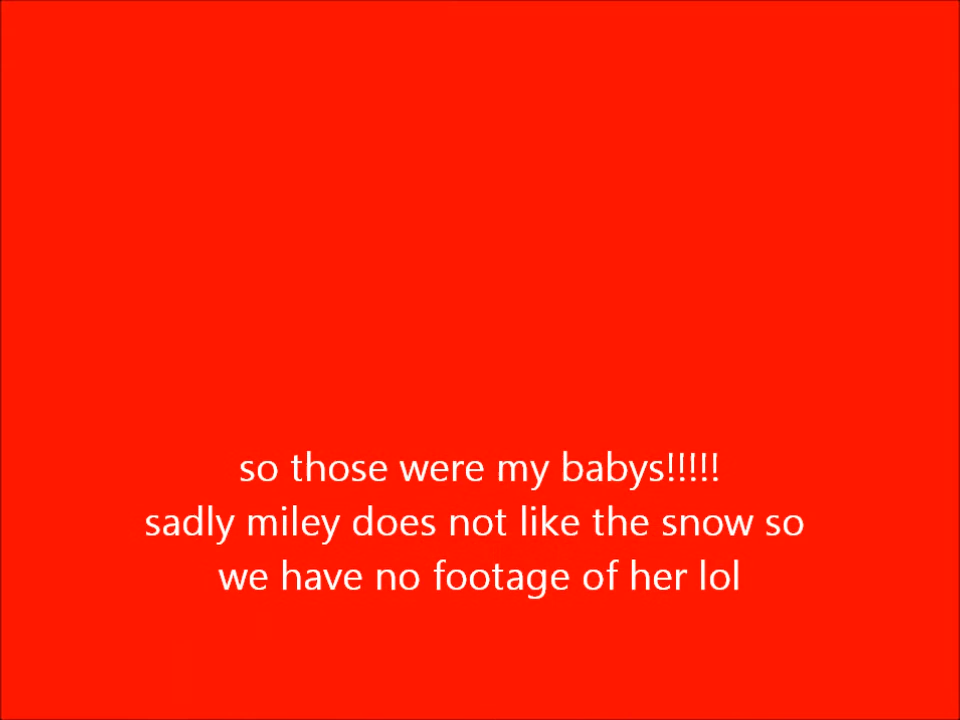 so those were my babys!!!!!
sadly miley does not like the snow so
we have no footage of her lol